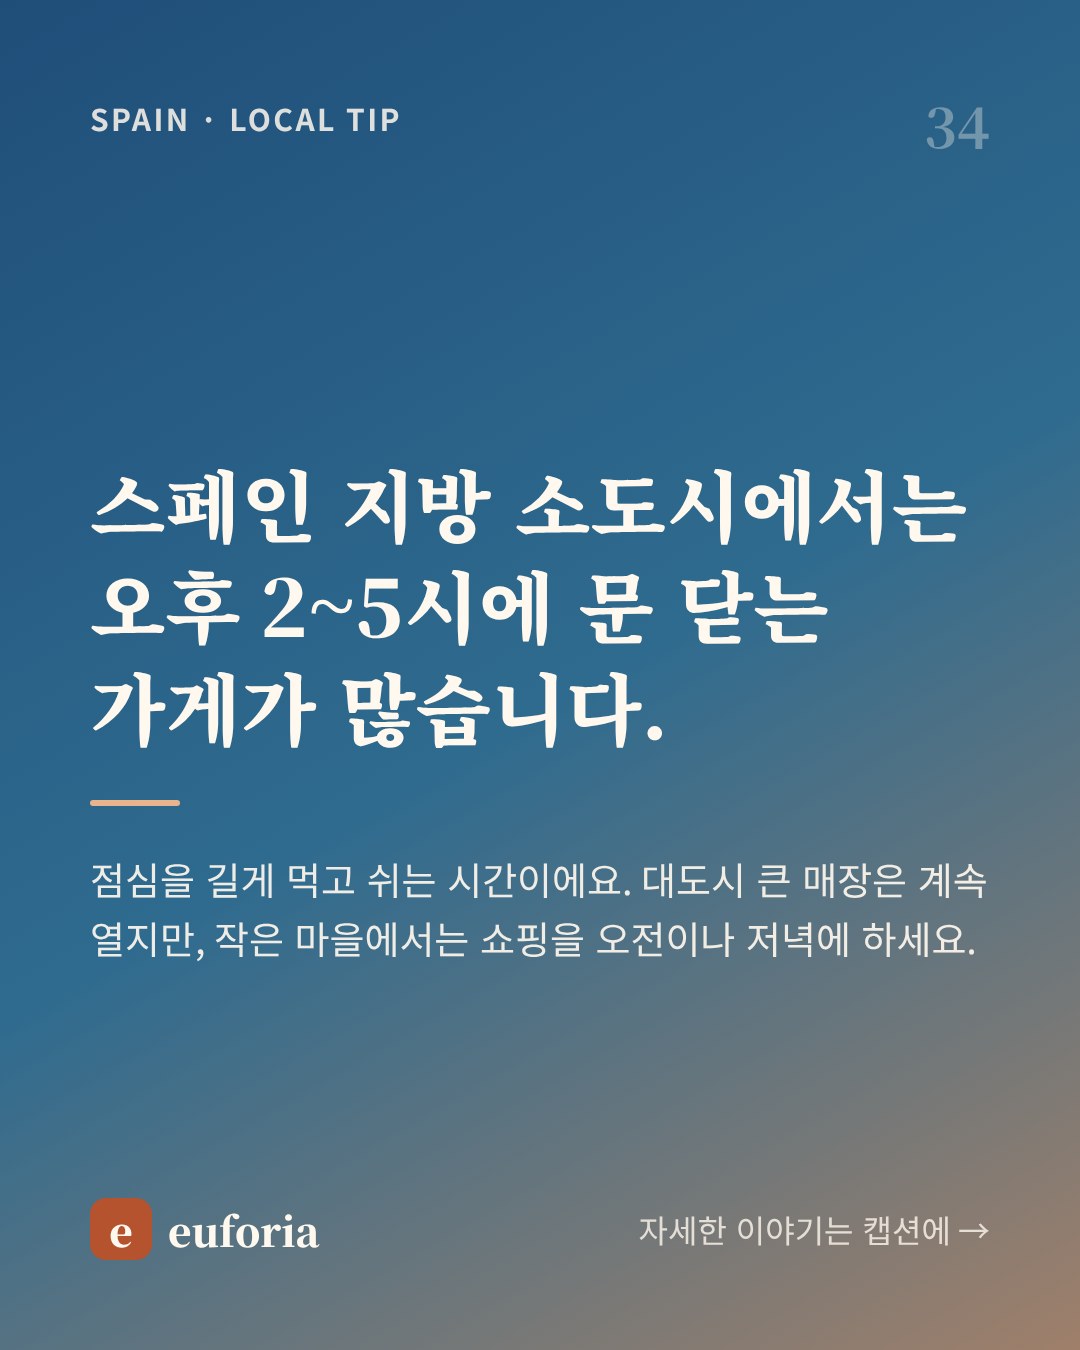 SPAIN · LOCAL TIP
34
스페인 지방 소도시에서는
오후 2~5시에 문 닫는
가게가 많습니다.
점심을 길게 먹고 쉬는 시간이에요. 대도시 큰 매장은 계속
열지만, 작은 마을에서는 쇼핑을 오전이나 저녁에 하세요.
e euforia
자세한 이야기는 캡션에 →